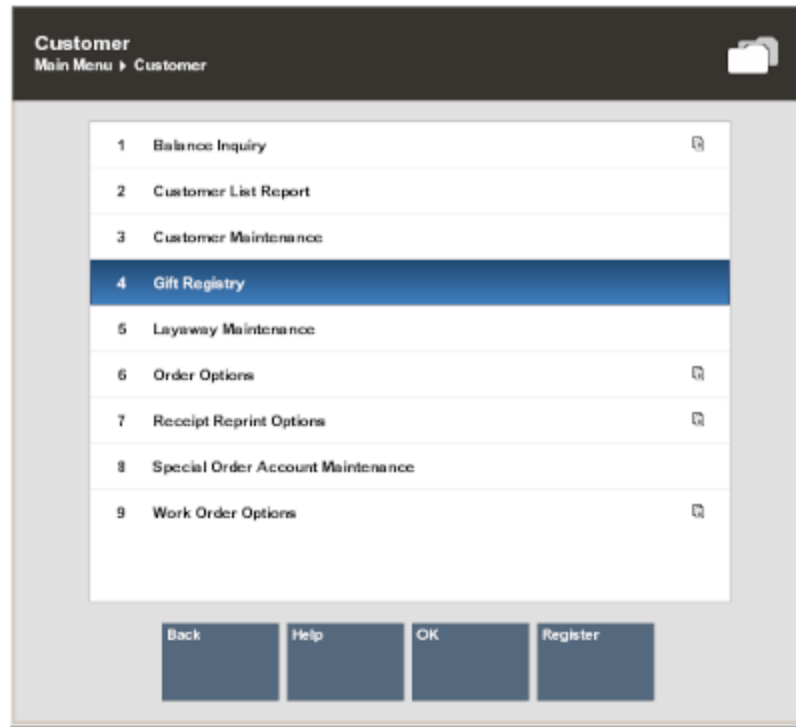 Customer
Main Menu ▸ Customer
1 Balance Inquiry
2 Customer List Report
3 Customer Maintenance
4 Gift Registry
5 Layaway Maintenance
6 Order Options
7 Receipt Reprint Options
8 Special Order Account Maintenance
9 Work Order Options
Back Help OK Register